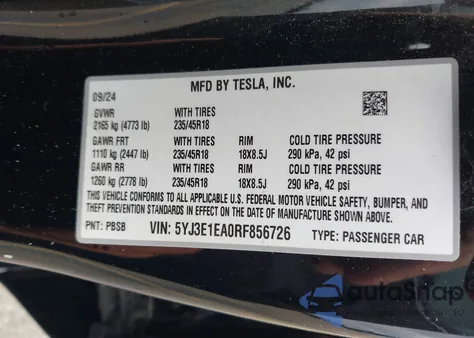 MFD BY TESLA, INC.
09/24
GVWR WITH TIRES
2165 kg (4773 lb) 235/45R18
GAWR FRT WITH TIRES RIM COLD TIRE PRESSURE
1110 kg (2447 lb) 235/45R18 18X8.5J 290 kPa, 42 psi
GAWR RR WITH TIRES RIM COLD TIRE PRESSURE
1260 kg (2778 lb) 235/45R18 18X8.5J 290 kPa, 42 psi
THIS VEHICLE CONFORMS TO ALL APPLICABLE U.S. FEDERAL MOTOR VEHICLE SAFETY, BUMPER, AND
THEFT PREVENTION STANDARDS IN EFFECT ON THE DATE OF MANUFACTURE SHOWN ABOVE.
PNT: PBSB VIN: 5YJ3E1EA0RF856726 TYPE: PASSENGER CAR
autoSnap